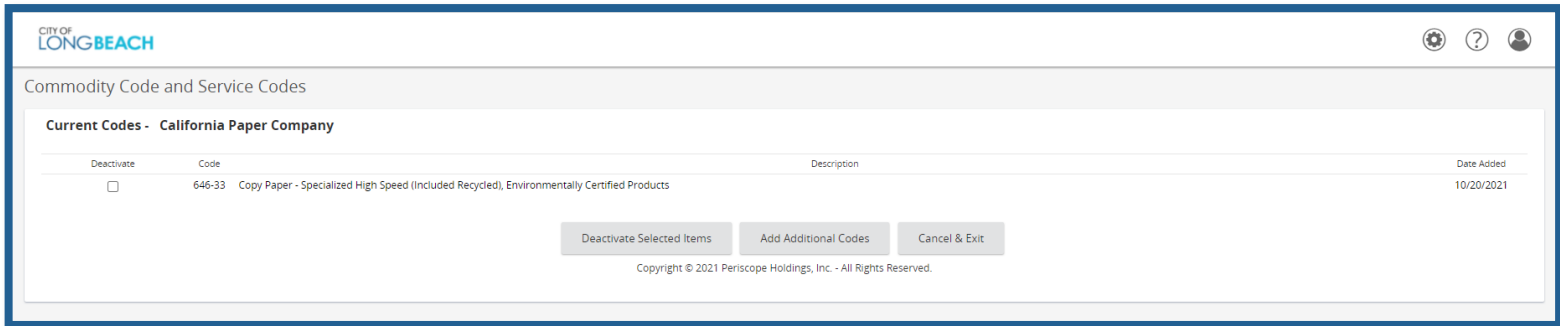 CITY OF
LONGBEACH
?
Commodity Code and Service Codes
Current Codes - California Paper Company
Deactivate Code Description Date Added
646-33 Copy Paper - Specialized High Speed (Included Recycled), Environmentally Certified Products 10/20/2021
Deactivate Selected Items Add Additional Codes Cancel & Exit
Copyright © 2021 Periscope Holdings, Inc. - All Rights Reserved.